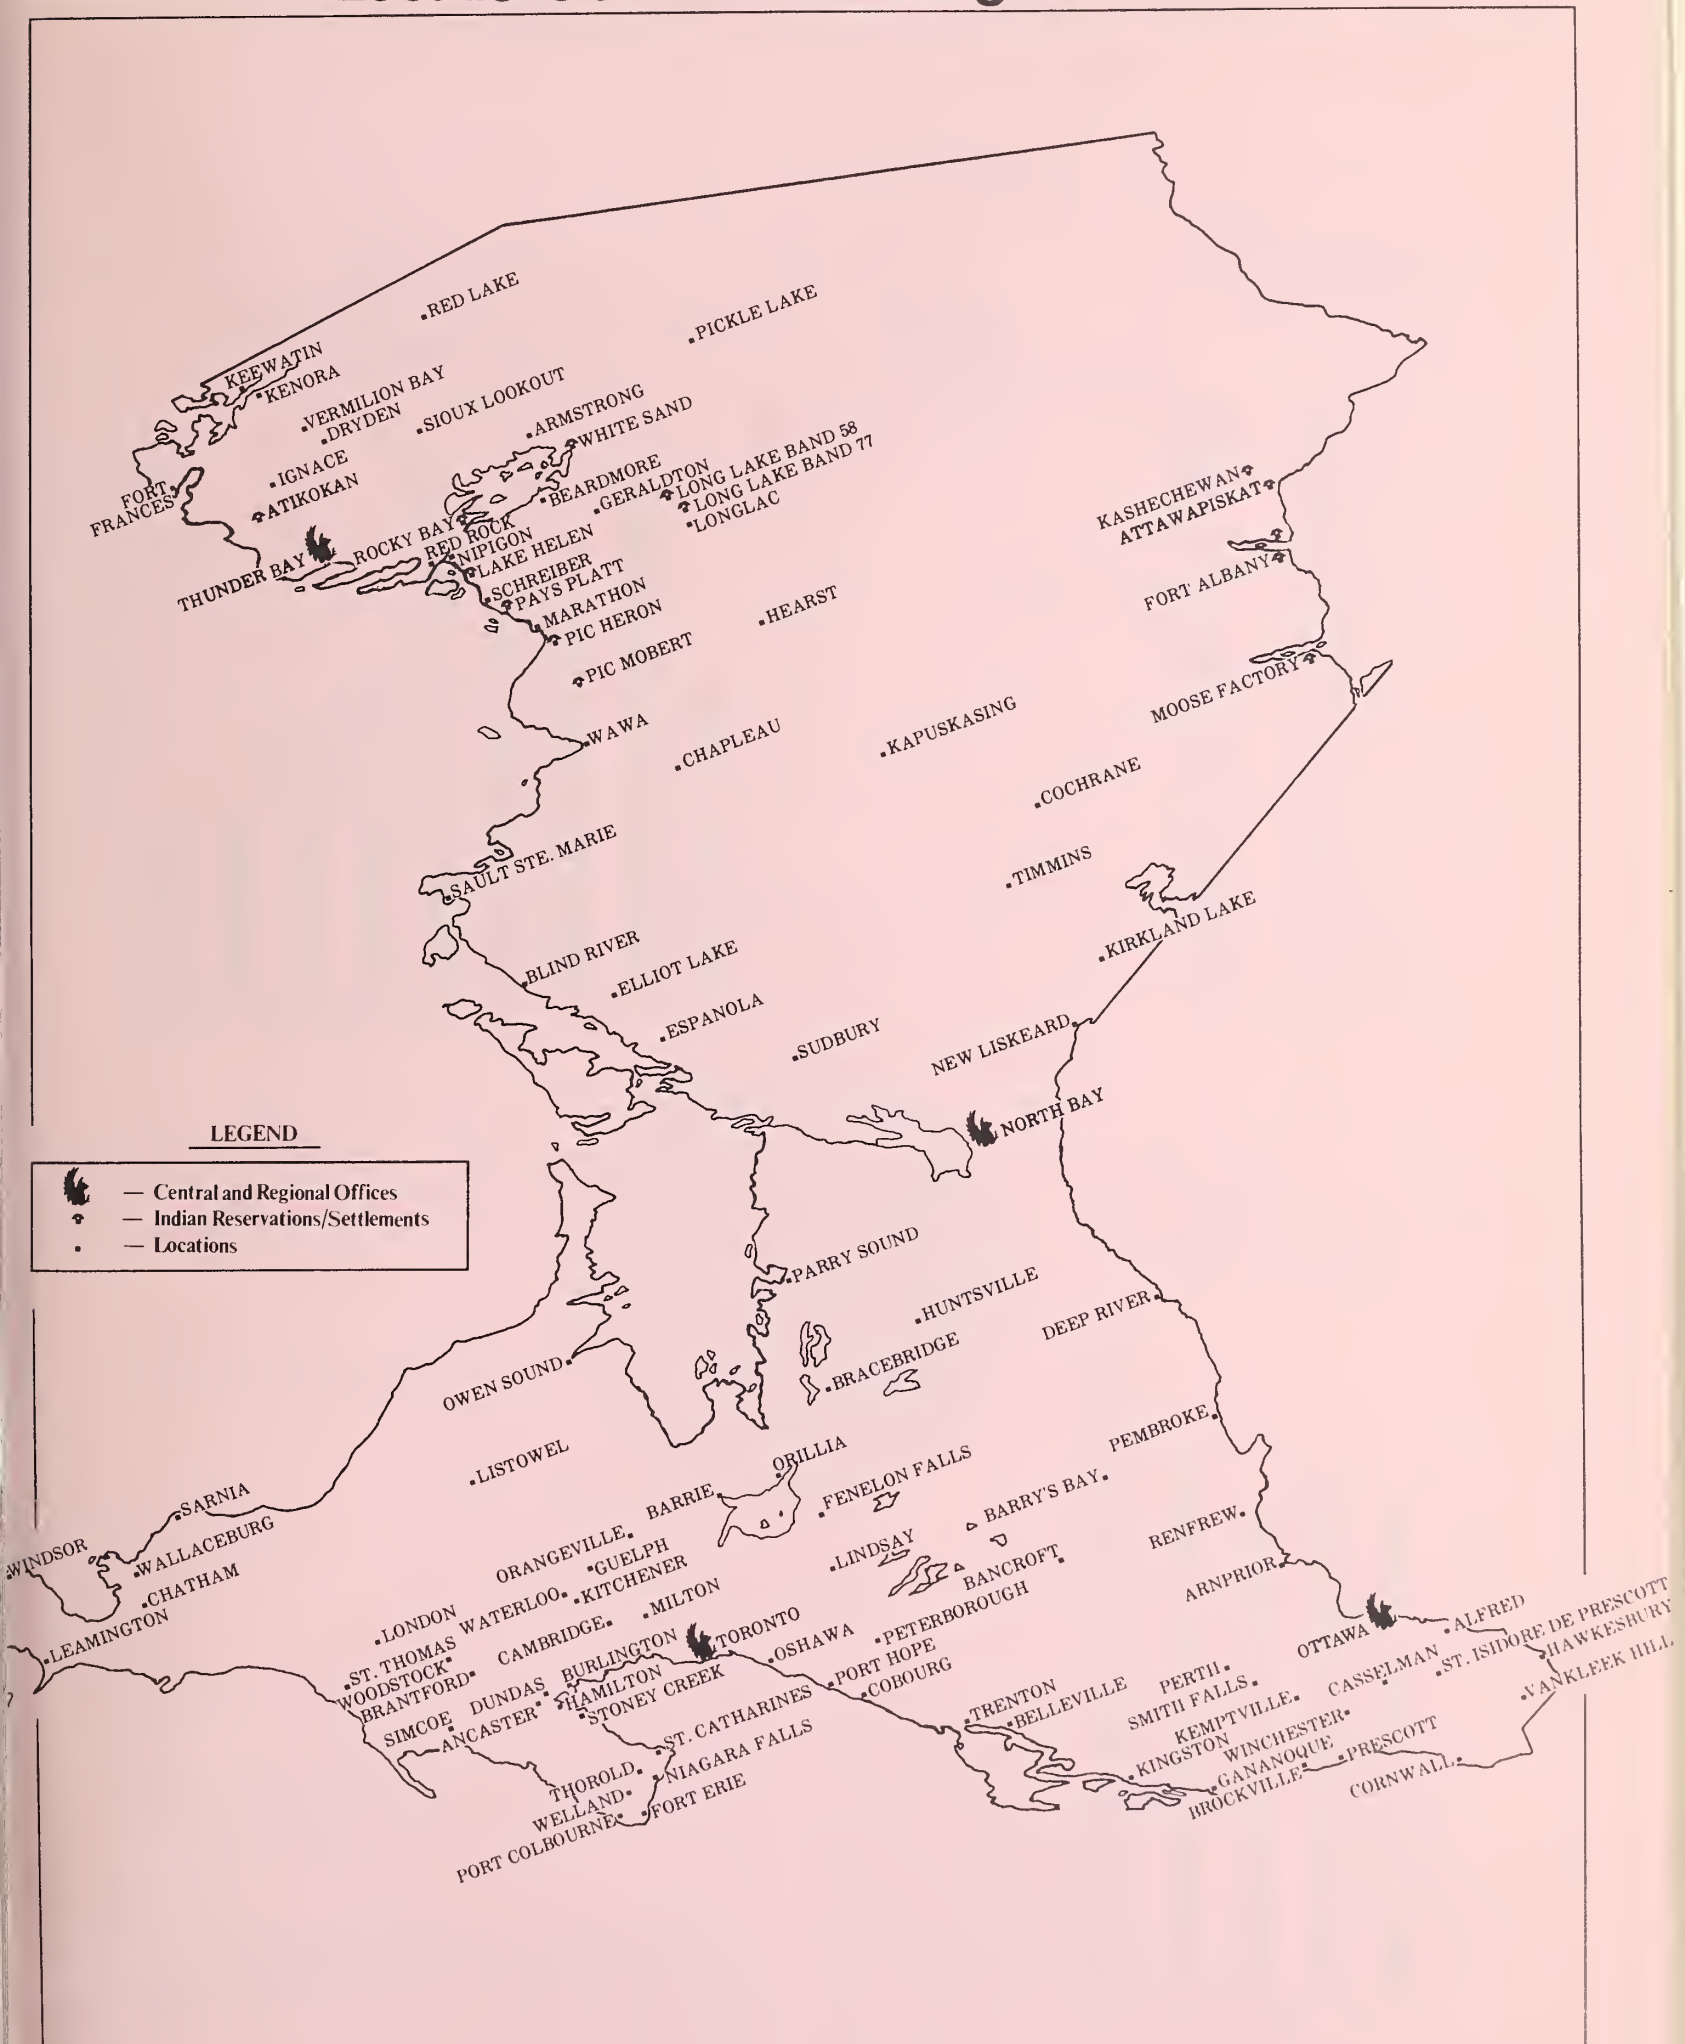 RED LAKE
PICKLE LAKE
KEEWATIN
KENORA
VERMILION BAY
DRYDEN
SIOUX LOOKOUT
ARMSTRONG
WHITE SAND
IGNACE
ATIKOKAN
FORT
FRANCES
BEARDMORE
GERALDTON
LONG LAKE BAND 58
LONG LAKE BAND 77
LONGLAC
KASHECHEWAN
ATTAWAPISKAT
FORT ALBANY
THUNDER BAY
ROCKY BAY
RED ROCK
NIPIGON
LAKE HELEN
SCHREIBER
PAYS PLATT
MARATHON
PIC HERON
PIC MOBERT
HEARST
MOOSE FACTORY
WAWA
CHAPLEAU
KAPUSKASING
COCHRANE
SAULT STE. MARIE
TIMMINS
KIRKLAND LAKE
BLIND RIVER
ELLIOT LAKE
ESPANOLA
SUDBURY
NEW LISKEARD
NORTH BAY
LEGEND
— Central and Regional Offices
— Indian Reservations/Settlements
— Locations
PARRY SOUND
HUNTSVILLE
DEEP RIVER
BRACEBRIDGE
OWEN SOUND
PEMBROKE
LISTOWEL
ORILLIA
BARRIE
FENELON FALLS
BARRY'S BAY
SARNIA
WALLACEBURG
WINDSOR
CHATHAM
LEAMINGTON
ORANGEVILLE
GUELPH
KITCHENER
WATERLOO
LINDSAY
BANCROFT
RENFREW
ARNPRIOR
LONDON
MILTON
CAMBRIDGE
TORONTO
OSHAWA
PETERBOROUGH
PORT HOPE
COBOURG
OTTAWA
ALFRED
ST. ISIDORE DE PRESCOTT
HAWKESBURY
VANKLEEK HILL
CASSELMAN
ST. THOMAS
WOODSTOCK
BRANTFORD
DUNDAS
BURLINGTON
HAMILTON
STONEY CREEK
SIMCOE
ANCASTER
ST. CATHARINES
NIAGARA FALLS
THOROLD
WELLAND
FORT ERIE
PORT COLBOURNE
TRENTON
BELLEVILLE
PERTH
SMITH FALLS
KEMPTVILLE
WINCHESTER
KINGSTON
GANANOQUE
BROCKVILLE
PRESCOTT
CORNWALL